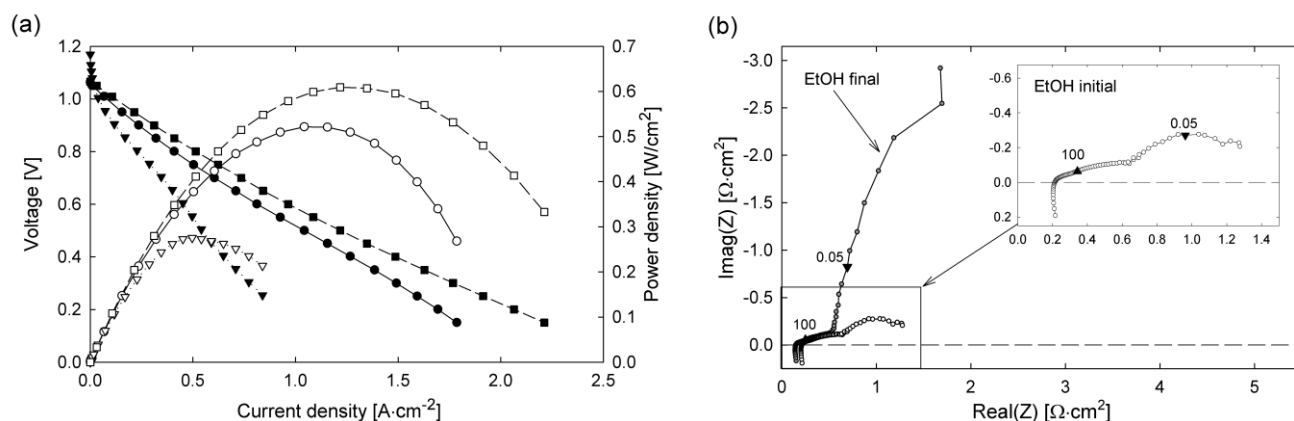 (a)
1.2
1.0
0.8
0.6
0.4
0.2
0.0
Voltage [V]
0.7
0.6
0.5
0.4
0.3
0.2
0.1
0.0
Power density [W/cm²]
0.0 0.5 1.0 1.5 2.0 2.5
Current density [A·cm⁻²]
(b)
-3.0
-2.5
-2.0
-1.5
-1.0
-0.5
0.0
Imag(Z) [Ω·cm²]
EtOH final
0.05
100
0 1 2 3 4 5
Real(Z) [Ω·cm²]
EtOH initial
-0.6
-0.4
-0.2
0.0
0.2
100
0.05
0.0 0.2 0.4 0.6 0.8 1.0 1.2 1.4